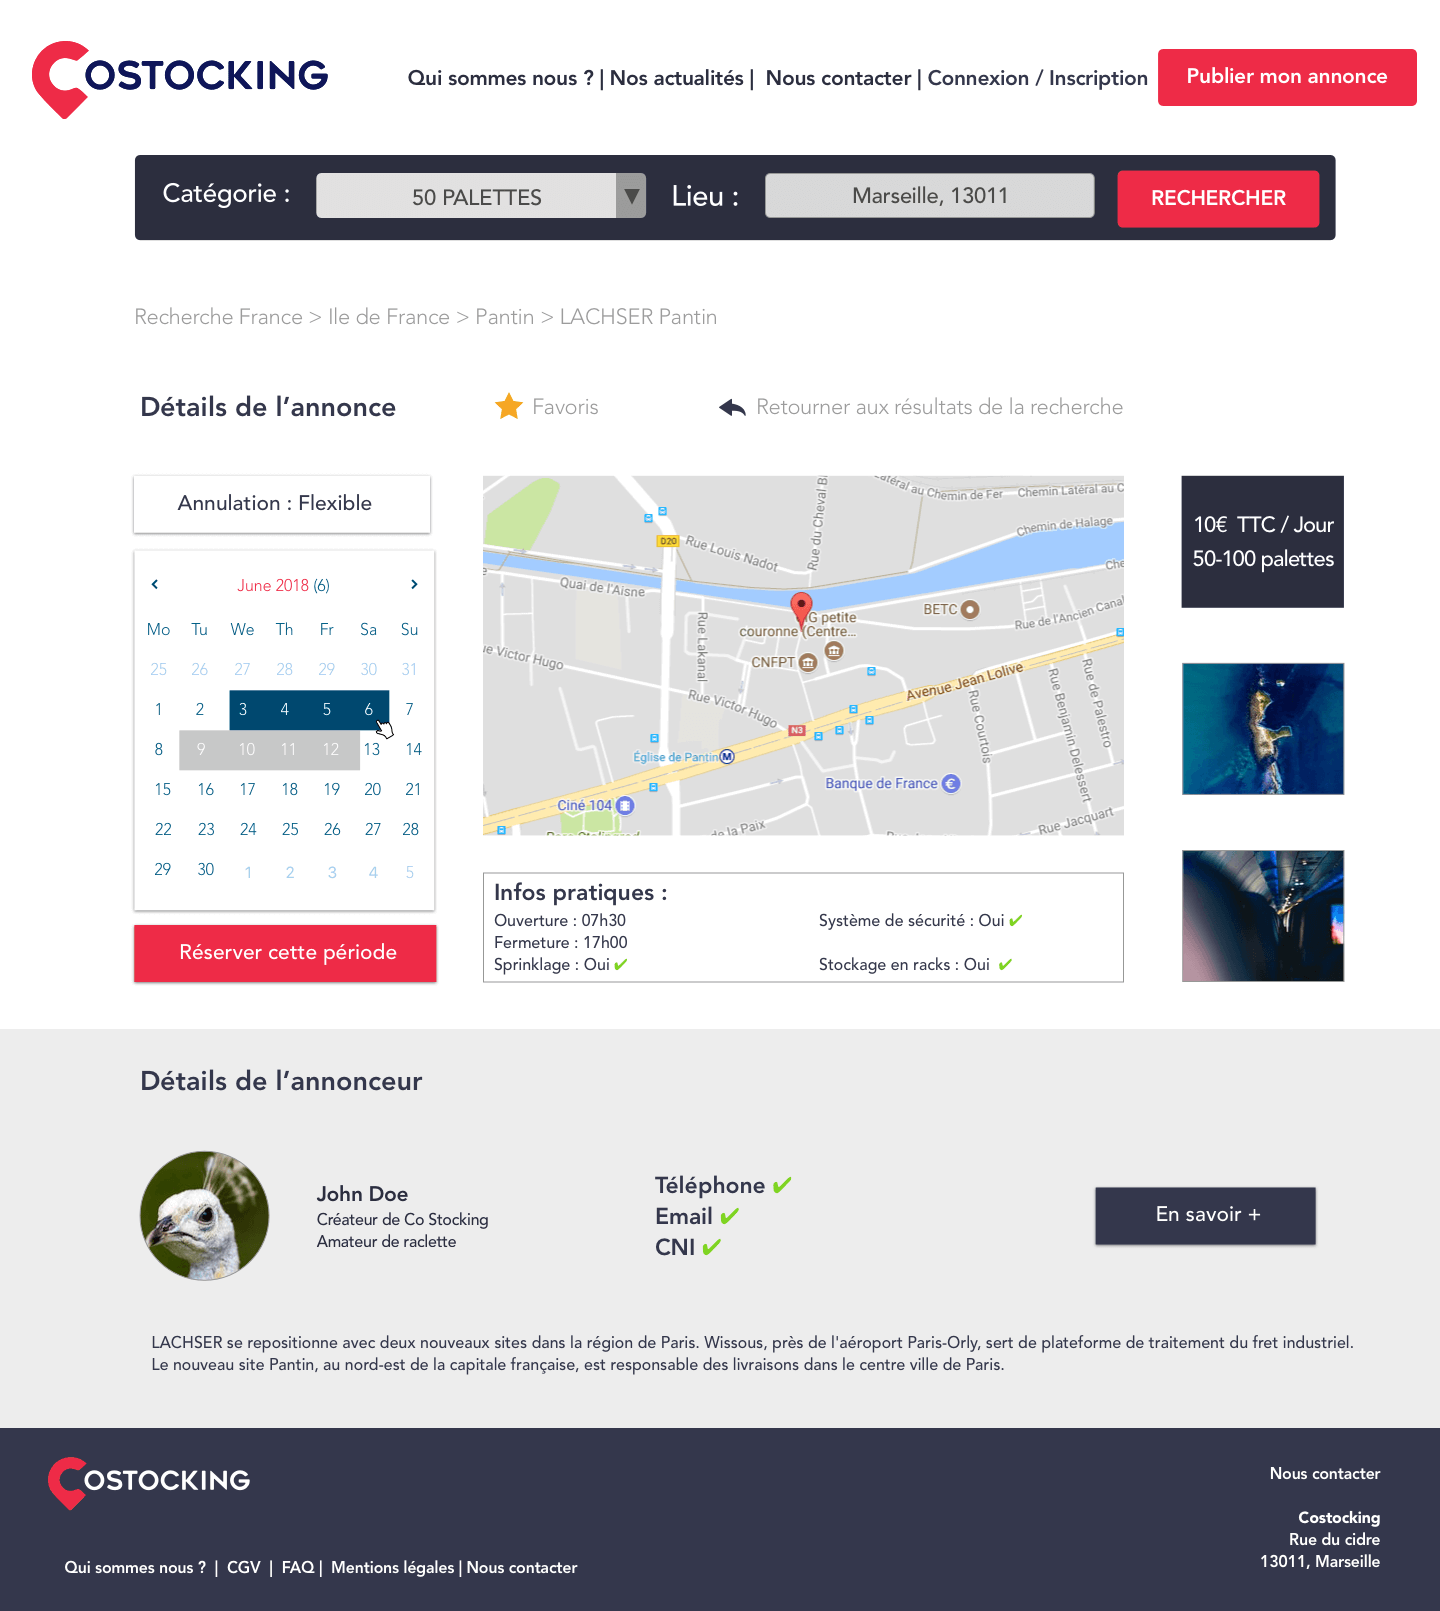 COSTOCKING
Qui sommes nous ? | Nos actualités | Nous contacter | Connexion / Inscription
Publier mon annonce
Catégorie :
50 PALETTES
Lieu :
Marseille, 13011
RECHERCHER
Recherche France > Ile de France > Pantin > LACHSER Pantin
Détails de l’annonce
Favoris
Retourner aux résultats de la recherche
Annulation : Flexible
June 2018 (6)
Mo Tu We Th Fr Sa Su
25 26 27 28 29 30 31
1 2 3 4 5 6 7
8 9 10 11 12 13 14
15 16 17 18 19 20 21
22 23 24 25 26 27 28
29 30 1 2 3 4 5
Réserver cette période
Rue du Cheval B
Latéral au Chemin de Fer
Chemin Latéral au C
Chemin de Halage
D20
Rue Louis Nadot
Quai de l'Aisne
BETC
Rue de l'Ancien Canal
petite
couronne (Centre...
CNFPT
Rue Lakanal
ue Victor Hugo
Avenue Jean Lolive
Rue Victor Hugo
N3
Rue Courtois
Rue Benjamin Delessert
Rue de Palestro
Église de Pantin
M
Banque de France €
Ciné 104
de la Paix
Rue Jacquart
10€ TTC / Jour
50-100 palettes
Infos pratiques :
Ouverture : 07h30
Système de sécurité : Oui ✔
Fermeture : 17h00
Sprinklage : Oui ✔
Stockage en racks : Oui ✔
Détails de l’annonceur
John Doe
Créateur de Co Stocking
Amateur de raclette
Téléphone ✔
Email ✔
CNI ✔
En savoir +
LACHSER se repositionne avec deux nouveaux sites dans la région de Paris. Wissous, près de l'aéroport Paris-Orly, sert de plateforme de traitement du fret industriel.
Le nouveau site Pantin, au nord-est de la capitale française, est responsable des livraisons dans le centre ville de Paris.
COSTOCKING
Nous contacter
Costocking
Rue du cidre
13011, Marseille
Qui sommes nous ? | CGV | FAQ | Mentions légales | Nous contacter